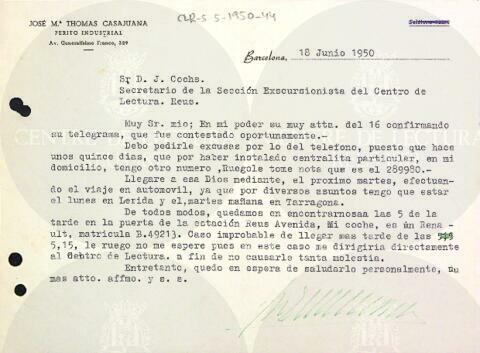 CLR-S 5-1950-44
JOSÉ Mª THOMAS CASAJUANA
PERITO INDUSTRIAL
Av. Generalísimo Franco, 329
Barcelona, 18 Junio 1950
Sr D. J. Cochs.
Secretario de la Sección Exscursionista del Centro de
Lectura. Reus.
Muy Sr. mio; En mi poder su muy atta. del 16 confirmando
su telegrama, que fue contestado oportunamente.-
Debo pedirle excusas por lo del telefono, puesto que hace
unos quince dias, que por haber instalado centralita particular, en mi
domicilio, tengo otro numero ,Ruegole tome nota que es el 289980.-
Llegare a esa Dios mediante, el proximo martes, efectuan-
do el viaje en automovil, ya que por diversos asuntos tengo que estar
el lunes en Lerida y el,martes mañana en Tarragona.
De todos modos, quedamos en encontrarnosaa las 5 de la
tarde en la puerta de la estación Reus Avenida, Mi coche, es un Rena -
ult, matricula B.49213. Caso improbable de llegar mas tarde de las
5,15, le ruego no me espere pues en este caso me dirigiria directamente
al Centro de Lectura. a fin de no causarle tanta molestia.
Entretanto, quedo en espera de saludarlo personalmente, su
mas atto. affmo. y s. s.
CENTRE DE LECTURA